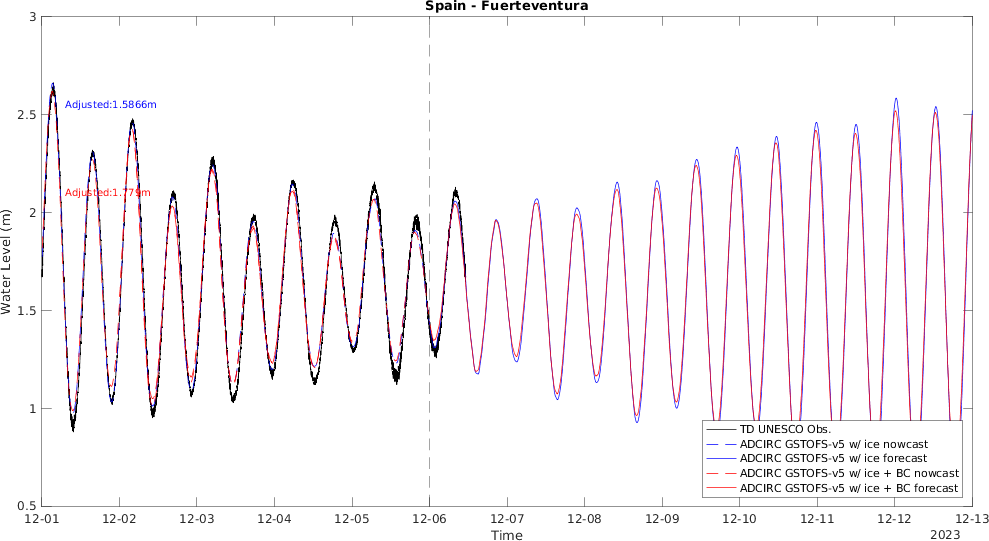 Spain - Fuerteventura
3
2.5
2
1.5
1
0.5
Water Level (m)
Adjusted:1.5866m
Adjusted:1.779m
TD UNESCO Obs.
ADCIRC GSTOFS-v5 w/ ice nowcast
ADCIRC GSTOFS-v5 w/ ice forecast
ADCIRC GSTOFS-v5 w/ ice + BC nowcast
ADCIRC GSTOFS-v5 w/ ice + BC forecast
12-01 12-02 12-03 12-04 12-05 12-06 12-07 12-08 12-09 12-10 12-11 12-12 12-13
Time
2023